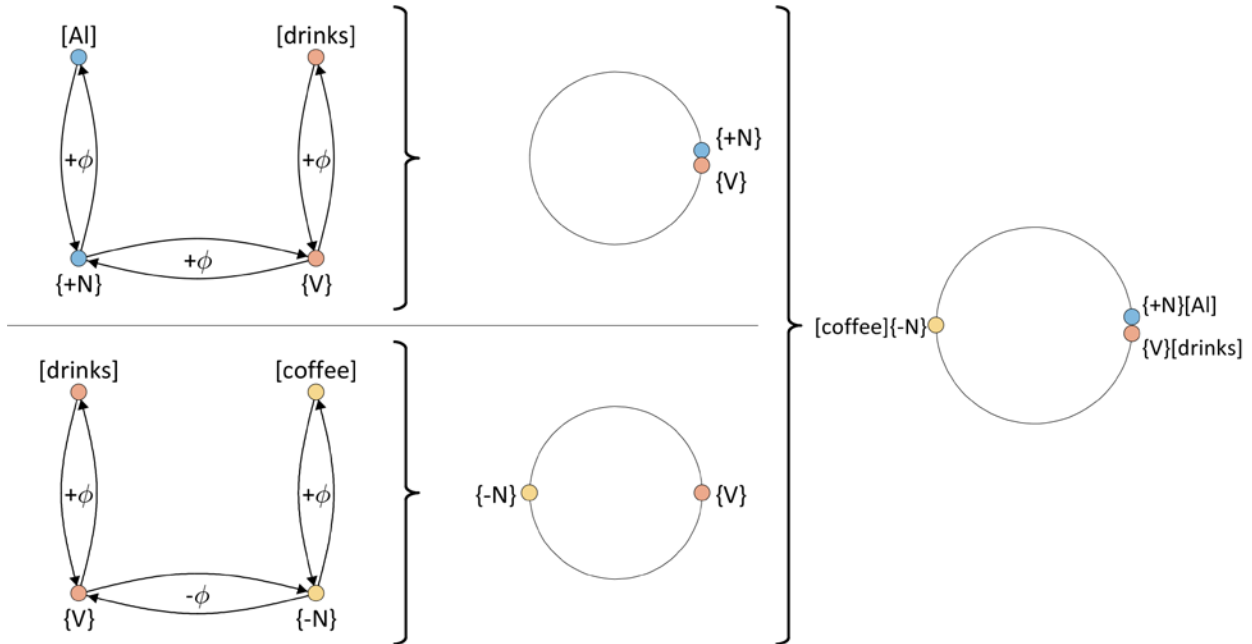 [Al]
[drinks]
+ϕ
+ϕ
+ϕ
{+N}
{V}
{+N}
{V}
[drinks]
[coffee]
+ϕ
+ϕ
-ϕ
{V}
{-N}
{-N}
{V}
[coffee]{-N}
{+N}[Al]
{V}[drinks]